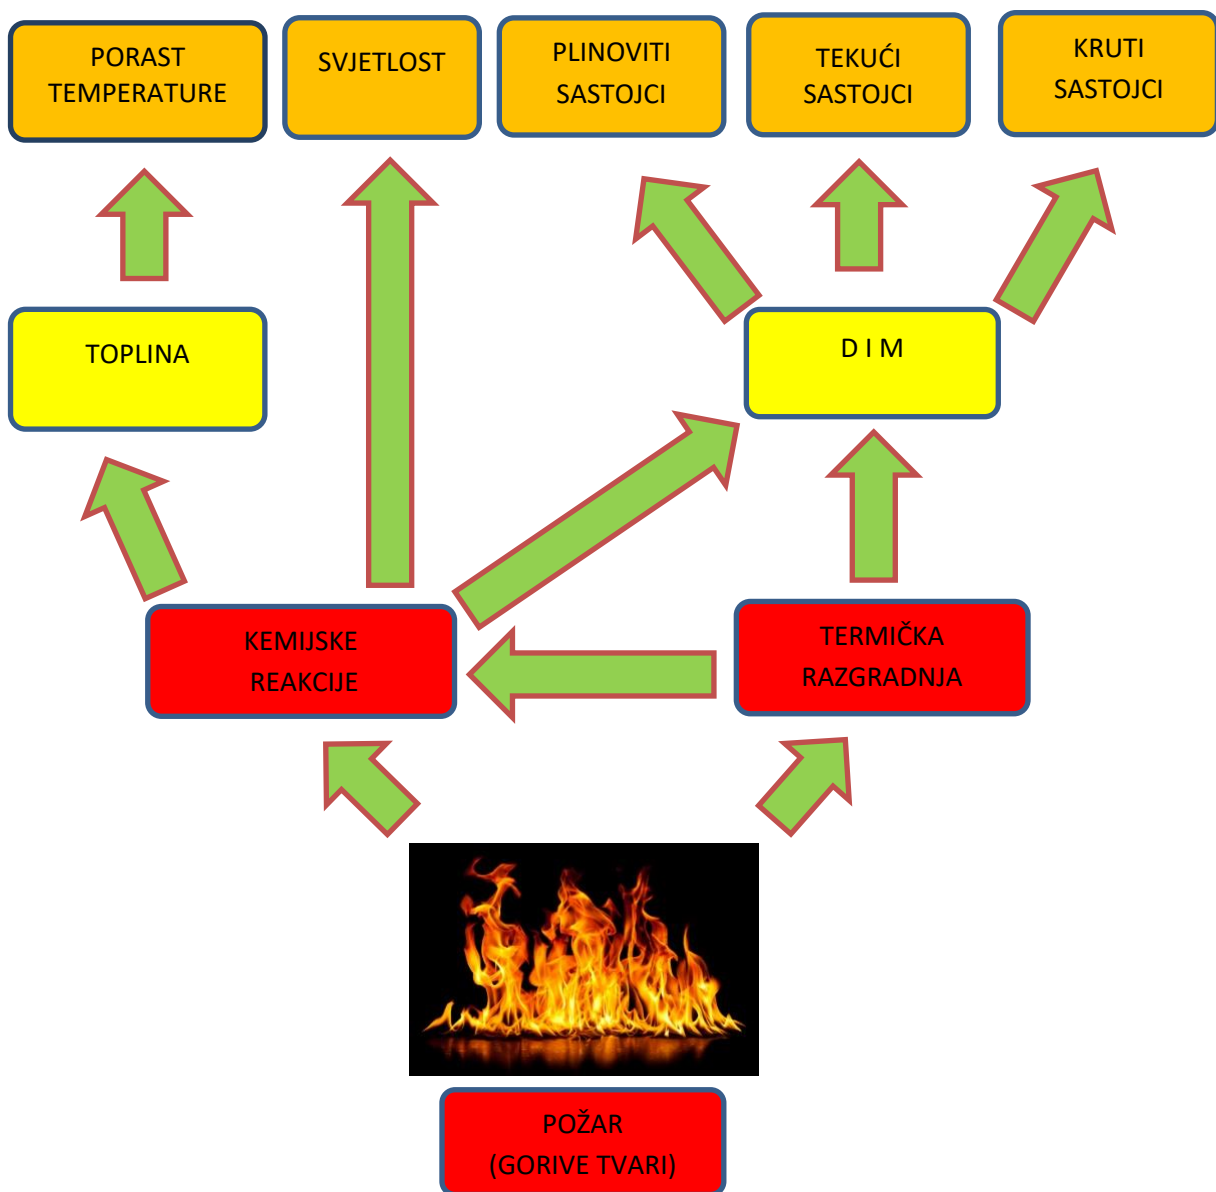 PORAST
TEMPERATURE
SVJETLOST
PLINOVITI
SASTOJCI
TEKUĆI
SASTOJCI
KRUTI
SASTOJCI
TOPLINA
D I M
KEMIJSKE
REAKCIJE
TERMIČKA
RAZGRADNJA
POŽAR
(GORIVE TVARI)